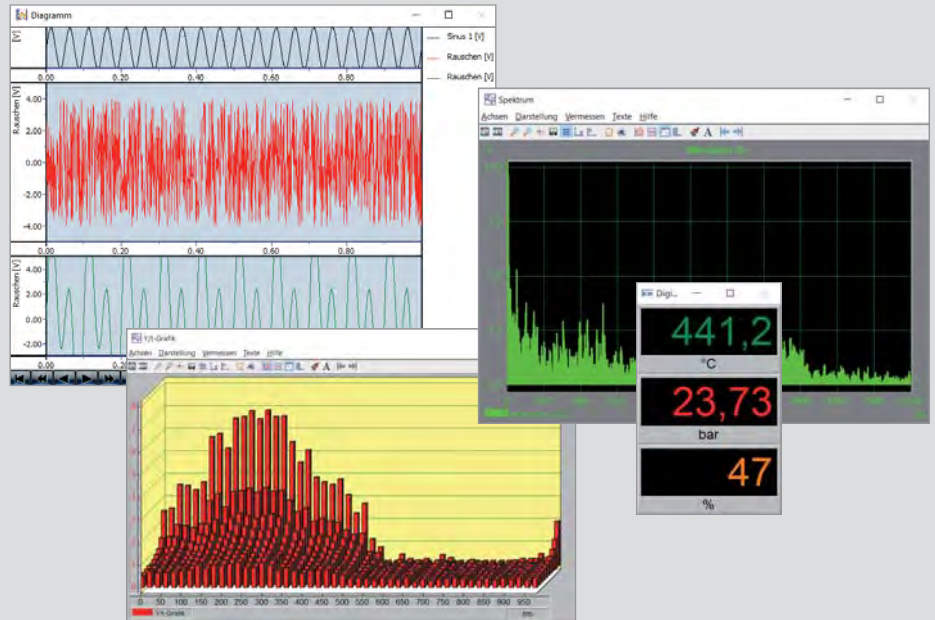 Diagramm
[V]
Sinus 1 [V]
Rauschen [V]
Rauschen [V]
0.00 0.20 0.40 0.60 0.80
Rauschen [V]
4.00
2.00
0.00
-2.00
-4.00
0.00 0.20 0.40 0.60 0.80
Rauschen [V]
4.00
2.00
0.00
-2.00
0.00
Spektrum
Achsen Darstellung Vermessen Texte Hilfe
Digi...
441,2
°C
23,73
bar
47
%
Y/t-Grafik
Achsen Darstellung Vermessen Texte Hilfe
0 50 100 150 200 250 300 350 400 450 500 550 600 650 700 750 800 850 900 950
Y/t-Grafik
ms